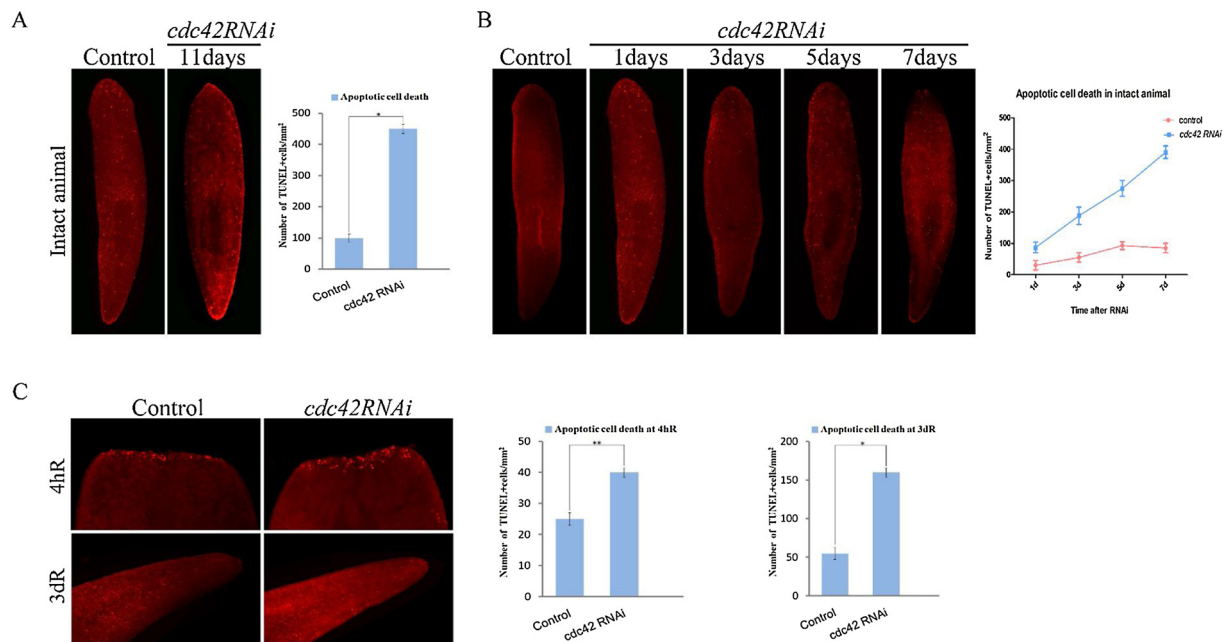 A
cdc42RNAi
Control
11days
Intact animal
Apoptotic cell death
*
Number of TUNEL+cells/mm²
500
400
300
200
100
0
Control
cdc42 RNAi
B
cdc42RNAi
Control
1days
3days
5days
7days
Apoptotic cell death in intact animal
control
cdc42 RNAi
Number of TUNEL+cells/mm²
500
400
300
200
100
0
1d
3d
5d
7d
Time after RNAi
C
Control
cdc42RNAi
4hR
3dR
Apoptotic cell death at 4hR
**
Number of TUNEL+cells/mm²
50
40
30
20
10
0
Control
cdc42 RNAi
Apoptotic cell death at 3dR
*
Number of TUNEL+cells/mm²
200
150
100
50
0
Control
cdc42 RNAi